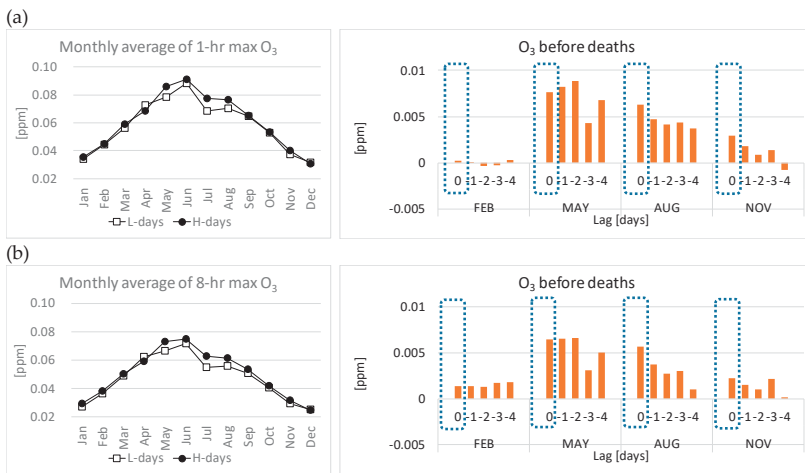 (a)
Monthly average of 1-hr max O₃
[ppm]
0.10
0.08
0.06
0.04
0.02
Jan Feb Mar Apr May Jun Jul Aug Sep Oct Nov Dec
L-days H-days
O₃ before deaths
[ppm]
0.01
0.005
0
-0.005
0 -1 -2 -3 -4 0 -1 -2 -3 -4 0 -1 -2 -3 -4 0 -1 -2 -3 -4
FEB MAY AUG NOV
Lag [days]
(b)
Monthly average of 8-hr max O₃
[ppm]
0.10
0.08
0.06
0.04
0.02
Jan Feb Mar Apr May Jun Jul Aug Sep Oct Nov Dec
L-days H-days
O₃ before deaths
[ppm]
0.01
0.005
0
-0.005
0 -1 -2 -3 -4 0 -1 -2 -3 -4 0 -1 -2 -3 -4 0 -1 -2 -3 -4
FEB MAY AUG NOV
Lag [days]